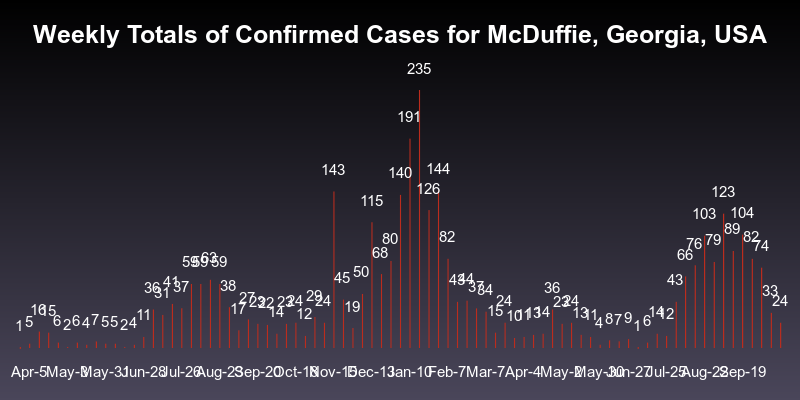 Weekly Totals of Confirmed Cases for McDuffie, Georgia, USA
1 5 16 15 6 2 6 4 7 5 5 2 4 11 36 31 41 37 59 59 63 59 38 17 27 23 22 14 23 24 12 29 24 143 45 19 50 115 68 80 140 191 235 126 144 82 43 44 37 34 15 24 10 11 13 14 36 23 24 13 11 4 8 7 9 1 6 14 12 43 66 76 103 79 123 89 104 82 74 33 24
Apr-5 May-3 May-31 Jun-28 Jul-26 Aug-23 Sep-20 Oct-18 Nov-15 Dec-13 Jan-10 Feb-7 Mar-7 Apr-4 May-2 May-30 Jun-27 Jul-25 Aug-22 Sep-19